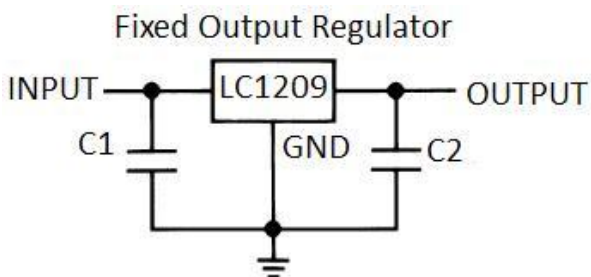 Fixed Output Regulator
INPUT
LC1209
OUTPUT
C1
GND
C2